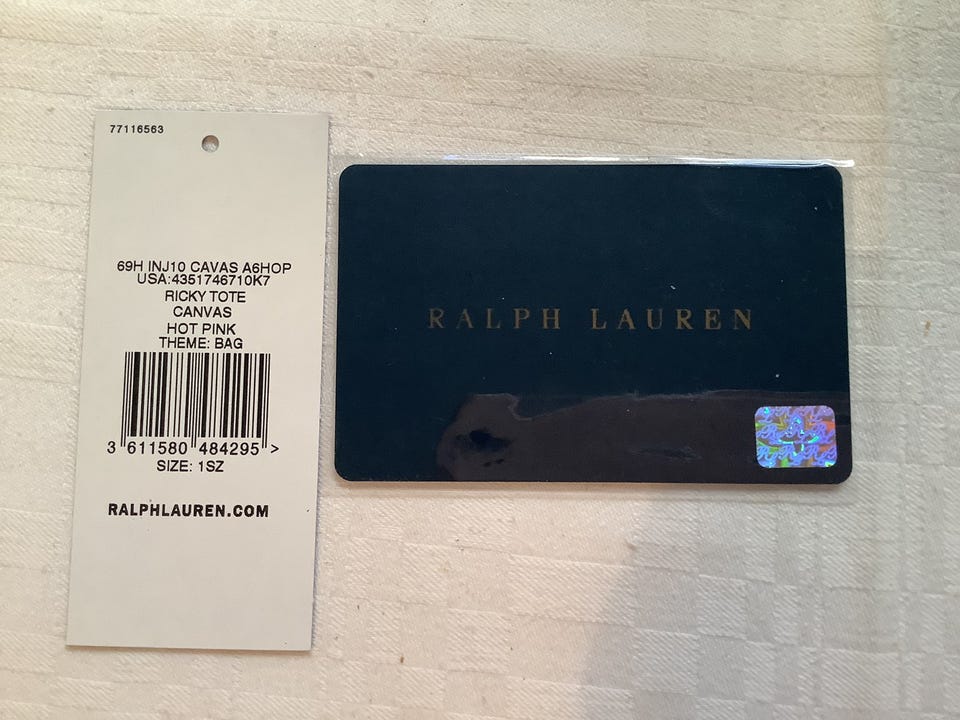 77116563
69H INJ10 CAVAS A6HOP
USA:4351746710K7
RICKY TOTE
CANVAS
HOT PINK
THEME: BAG
3 611580 484295 >
SIZE: 1SZ
RALPHLAUREN.COM
RALPH LAUREN